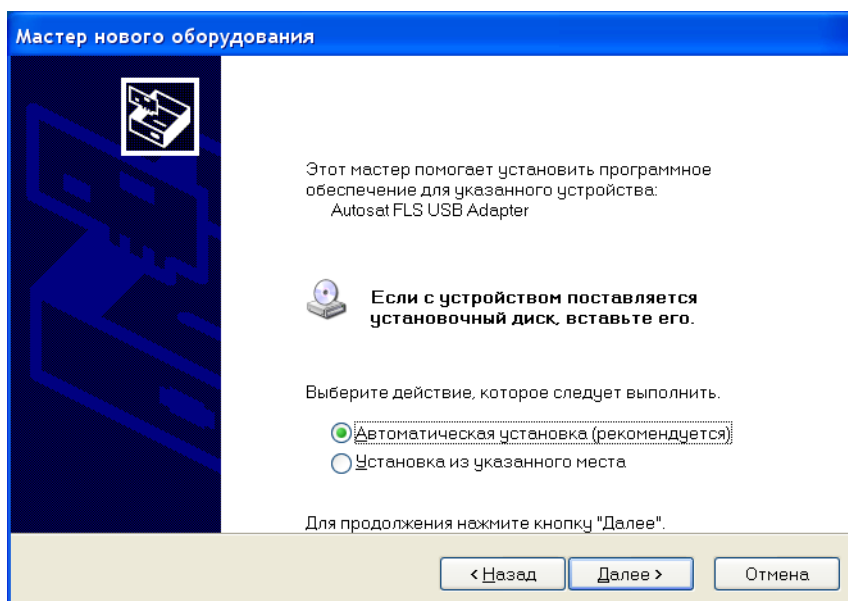 Мастер нового оборудования
Этот мастер помогает установить программное
обеспечение для указанного устройства:
Autosat FLS USB Adapter
Если с устройством поставляется
установочный диск, вставьте его.
Выберите действие, которое следует выполнить.
Автоматическая установка (рекомендуется)
Установка из указанного места
Для продолжения нажмите кнопку "Далее".
< Назад
Далее >
Отмена